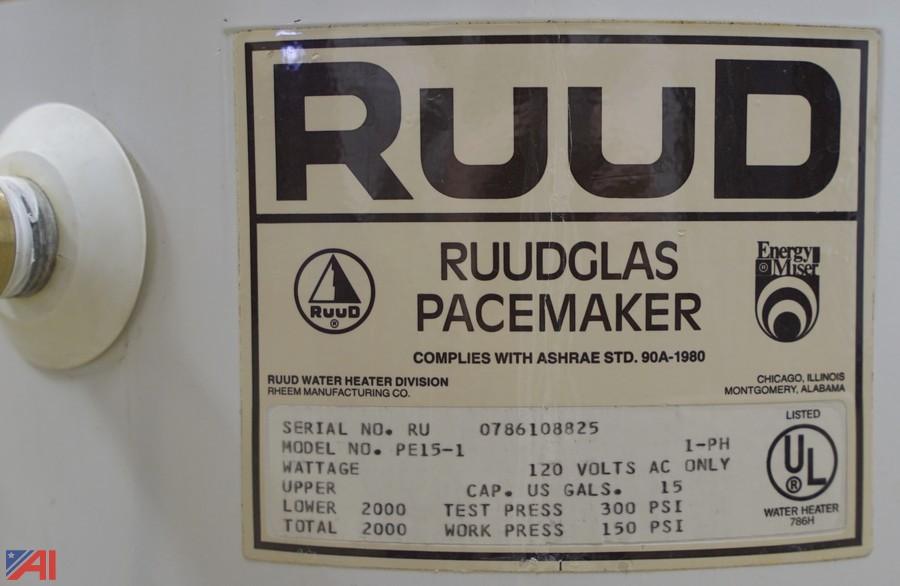 RUUD
RUUDGLAS
PACEMAKER
RUUD
®
Energy
® Miser
COMPLIES WITH ASHRAE STD. 90A-1980
RUUD WATER HEATER DIVISION
RHEEM MANUFACTURING CO.
CHICAGO, ILLINOIS
MONTGOMERY, ALABAMA
SERIAL NO. RU 0786108825
MODEL NO. PE15-1 1-PH
WATTAGE 120 VOLTS AC ONLY
UPPER CAP. US GALS. 15
LOWER 2000 TEST PRESS 300 PSI
TOTAL 2000 WORK PRESS 150 PSI
LISTED
UL
®
WATER HEATER
786H
AI